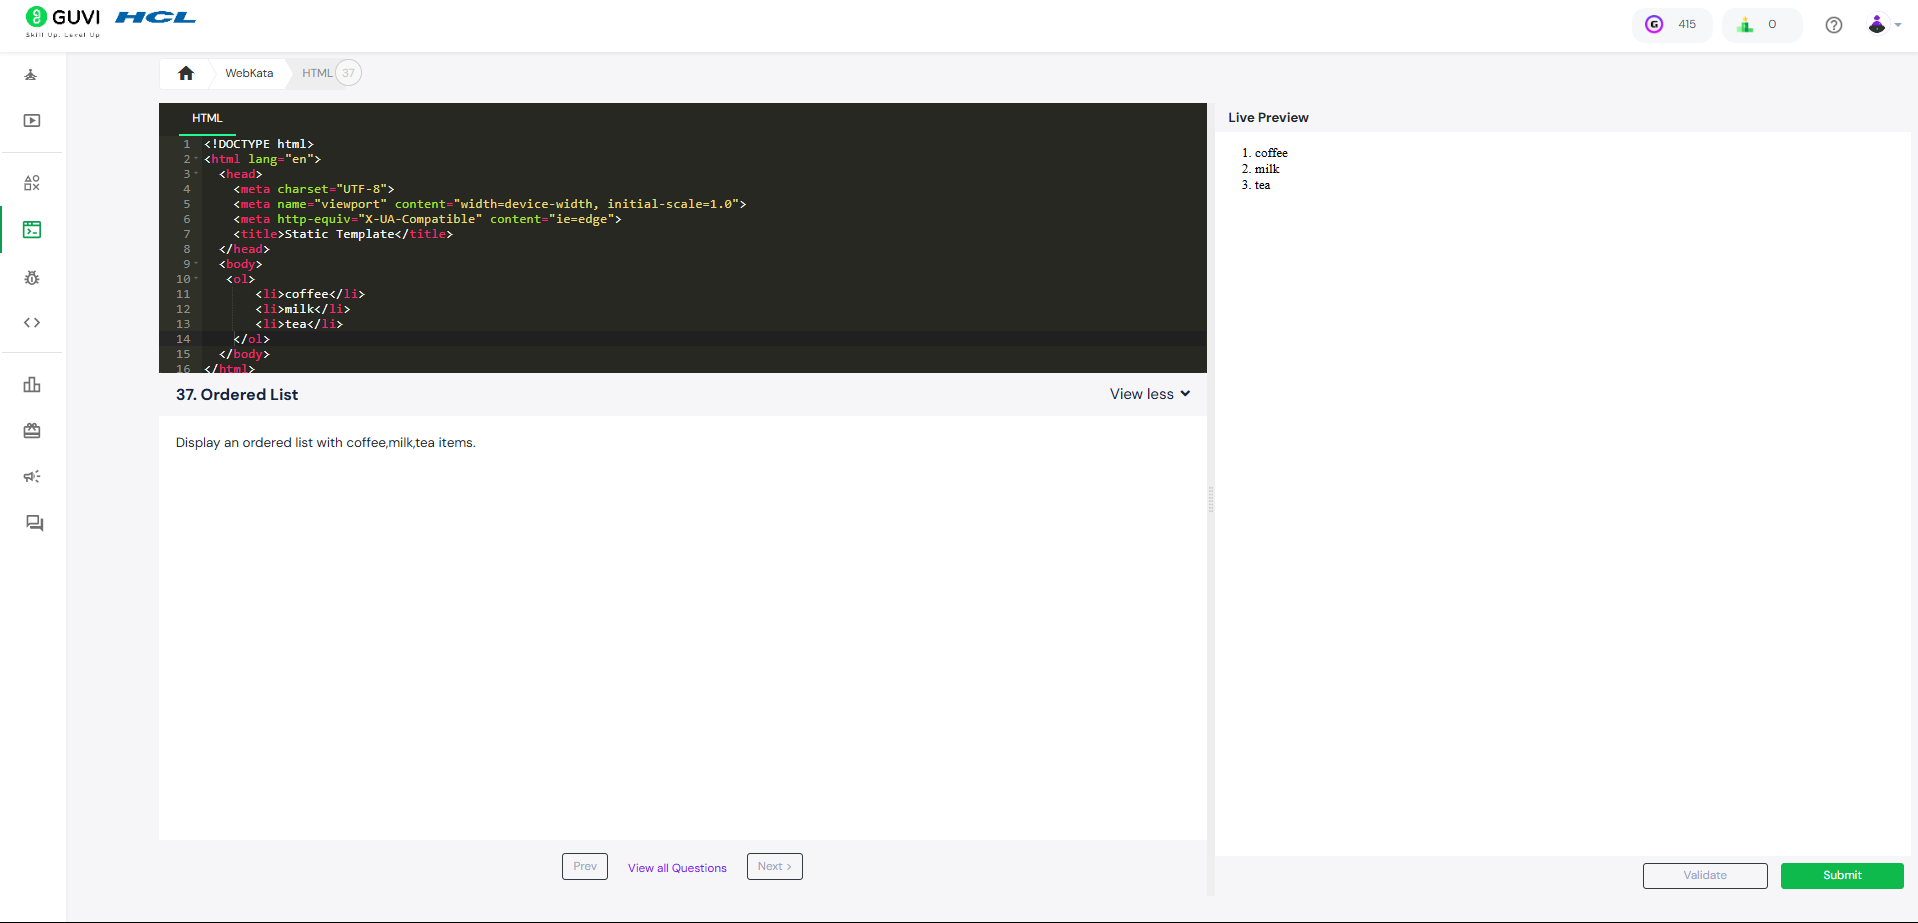 GUVI HCL
Skill Up. Level Up
415
0
WebKata
HTML
37
HTML
Live Preview
1 <!DOCTYPE html>
2 <html lang="en">
3 <head>
4 <meta charset="UTF-8">
5 <meta name="viewport" content="width=device-width, initial-scale=1.0">
6 <meta http-equiv="X-UA-Compatible" content="ie=edge">
7 <title>Static Template</title>
8 </head>
9 <body>
10 <ol>
11 <li>coffee</li>
12 <li>milk</li>
13 <li>tea</li>
14 </ol>
15 </body>
16 </html>
1. coffee
2. milk
3. tea
37. Ordered List
View less
Display an ordered list with coffee,milk,tea items.
Prev
View all Questions
Next >
Validate
Submit